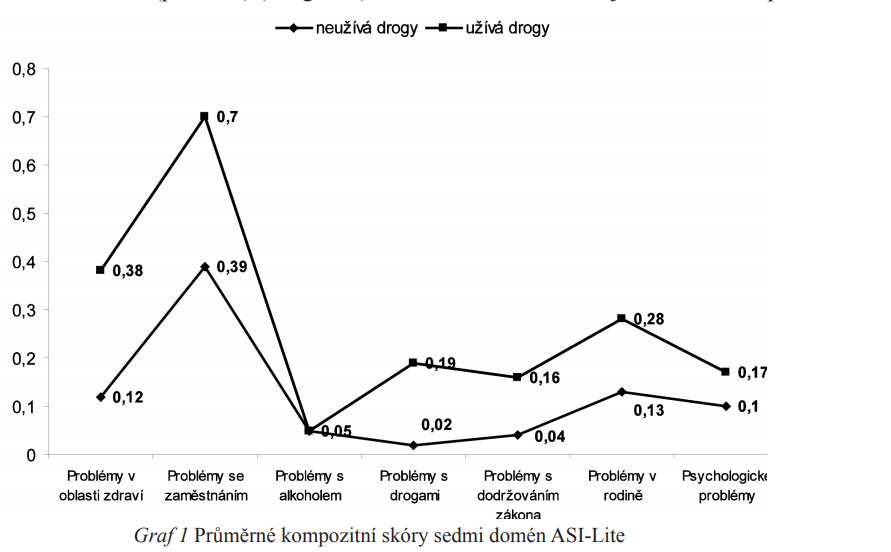 neužívá drogy užívá drogy
0,8
0,7
0,6
0,5
0,4
0,3
0,2
0,1
0
0,7
0,38
0,39
0,12
0,05
0,19
0,02
0,16
0,04
0,28
0,13
0,17
0,1
Problémy v
oblasti zdraví
Problémy se
zaměstnáním
Problémy s
alkoholem
Problémy s
drogami
Problémy s
dodržováním
zákona
Problémy v
rodině
Psychologické
problémy
Graf 1 Průměrné kompozitní skóry sedmi domén ASI-Lite